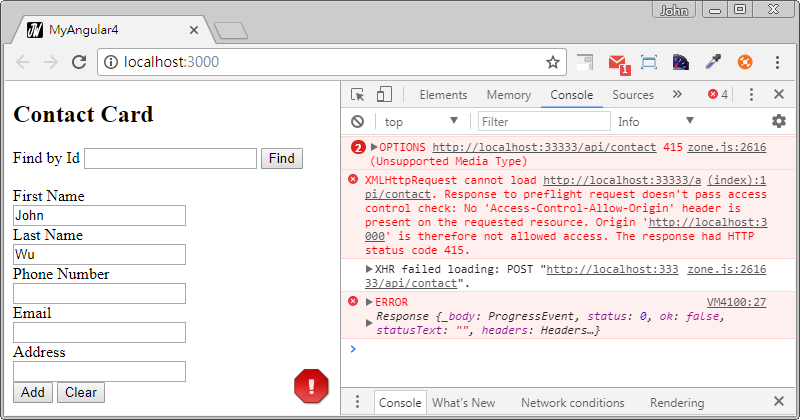 John
MyAngular4
localhost:3000
1
Contact Card
Find by Id
Find
First Name
John
Last Name
Wu
Phone Number
Email
Address
Add Clear
!
Elements Memory Console Sources » 4
top Filter Info
2 OPTIONS http://localhost:33333/api/contact 415 zone.js:2616
(Unsupported Media Type)
XMLHttpRequest cannot load http://localhost:33333/a (index):1
pi/contact. Response to preflight request doesn't pass access
control check: No 'Access-Control-Allow-Origin' header is
present on the requested resource. Origin 'http://localhost:3
000' is therefore not allowed access. The response had HTTP
status code 415.
XHR failed loading: POST "http://localhost:333 zone.js:2616
33/api/contact".
ERROR VM4100:27
Response {_body: ProgressEvent, status: 0, ok: false,
statusText: "", headers: Headers…}
Console What's New Network conditions Rendering